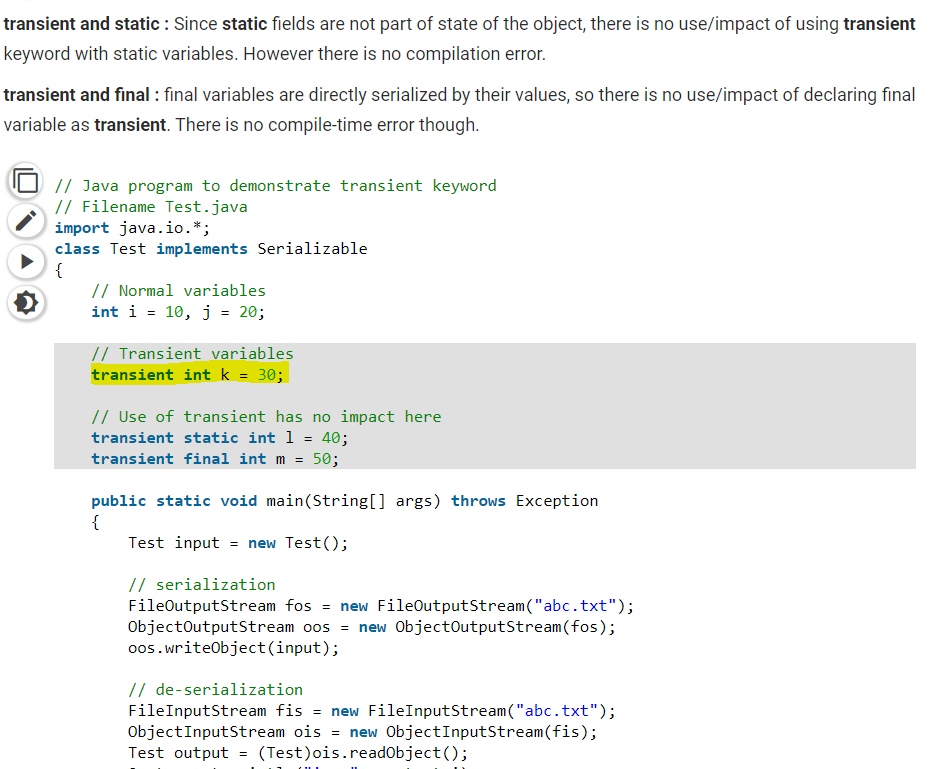 transient and static : Since static fields are not part of state of the object, there is no use/impact of using transient
keyword with static variables. However there is no compilation error.
transient and final : final variables are directly serialized by their values, so there is no use/impact of declaring final
variable as transient. There is no compile-time error though.
// Java program to demonstrate transient keyword
// Filename Test.java
import java.io.*;
class Test implements Serializable
{
// Normal variables
int i = 10, j = 20;
// Transient variables
transient int k = 30;
// Use of transient has no impact here
transient static int l = 40;
transient final int m = 50;
public static void main(String[] args) throws Exception
{
Test input = new Test();
// serialization
FileOutputStream fos = new FileOutputStream("abc.txt");
ObjectOutputStream oos = new ObjectOutputStream(fos);
oos.writeObject(input);
// de-serialization
FileInputStream fis = new FileInputStream("abc.txt");
ObjectInputStream ois = new ObjectInputStream(fis);
Test output = (Test)ois.readObject();